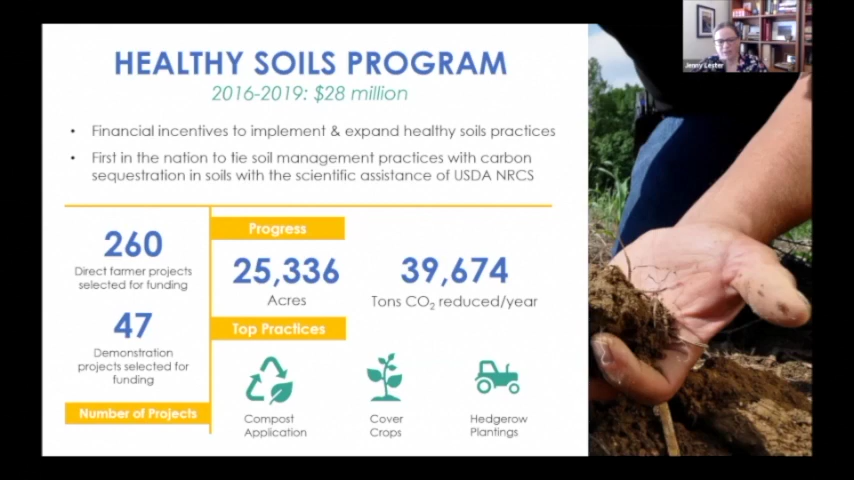 HEALTHY SOILS PROGRAM
2016-2019: $28 million
• Financial incentives to implement & expand healthy soils practices
• First in the nation to tie soil management practices with carbon
sequestration in soils with the scientific assistance of USDA NRCS
260
Direct farmer projects
selected for funding
47
Demonstration
projects selected for
funding
Number of Projects
Progress
25,336
Acres
39,674
Tons CO₂ reduced/year
Top Practices
Compost
Application
Cover
Crops
Hedgerow
Plantings
Jenny Lester